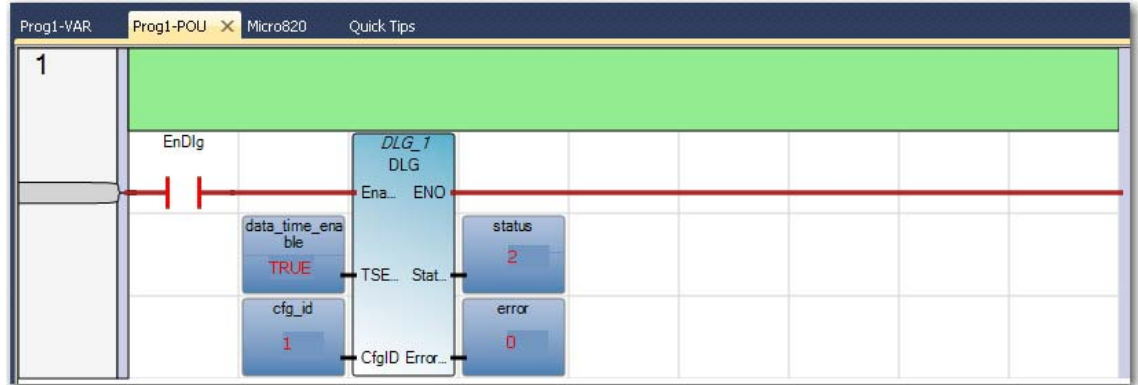 Prog1-VAR Prog1-POU Micro820 Quick Tips
1
EnDlg
DLG_1
DLG
Ena... ENO
data_time_ena
ble
TRUE
status
2
TSE... Stat...
cfg_id
1
error
0
CfgID Error...